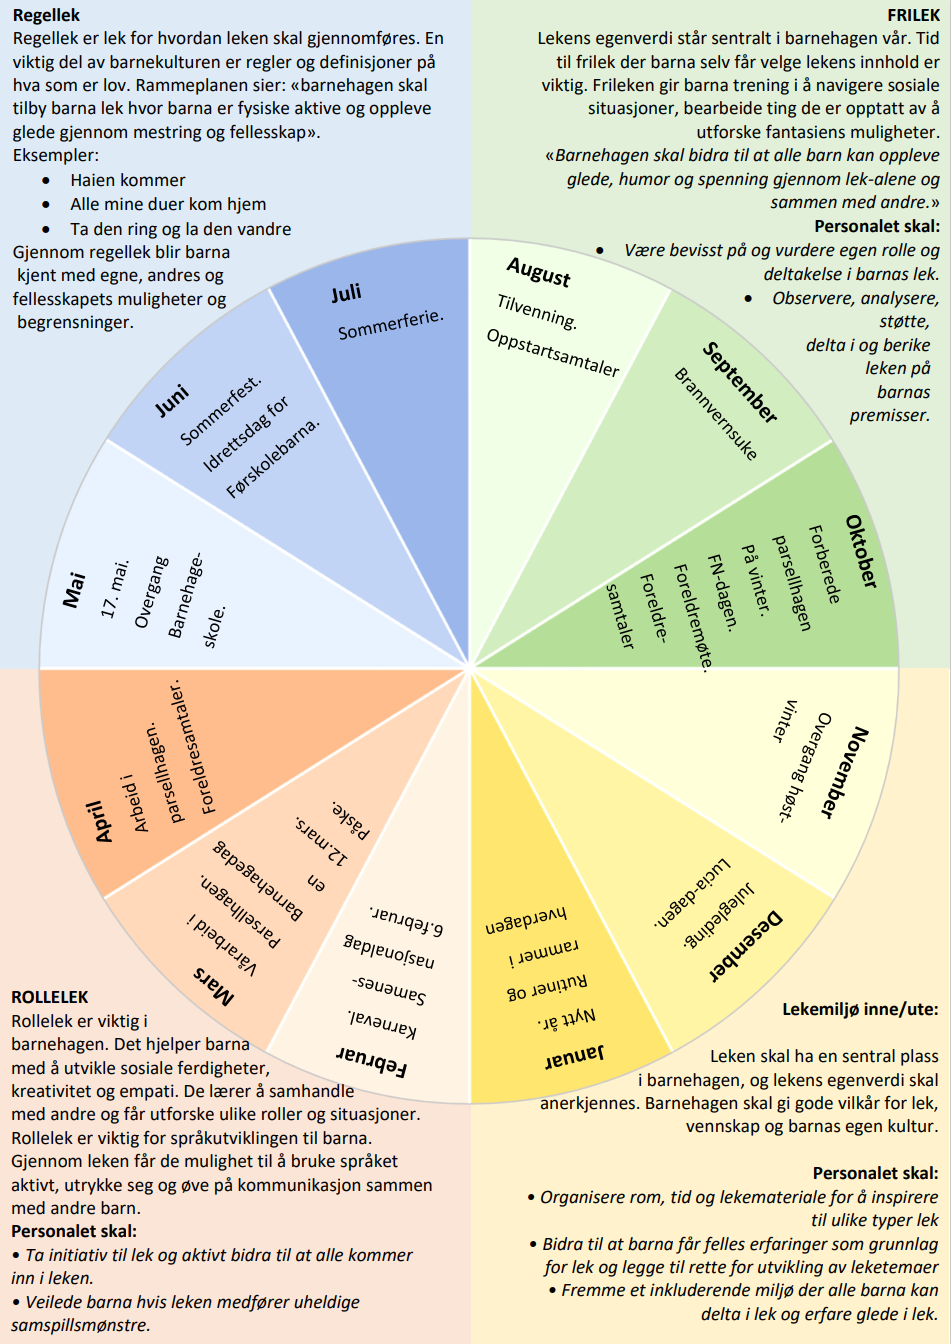 Regellek
Regellek er lek for hvordan leken skal gjennomføres. En
viktig del av barnekulturen er regler og definisjoner på
hva som er lov. Rammeplanen sier: «barnehagen skal
tilby barna lek hvor barna er fysiske aktive og oppleve
glede gjennom mestring og fellesskap».
Eksempler:
• Haien kommer
• Alle mine duer kom hjem
• Ta den ring og la den vandre
Gjennom regellek blir barna
kjent med egne, andres og
fellesskapets muligheter og
begrensninger.
FRILEK
Lekens egenverdi står sentralt i barnehagen vår. Tid
til frilek der barna selv får velge lekens innhold er
viktig. Frileken gir barna trening i å navigere sosiale
situasjoner, bearbeide ting de er opptatt av å
utforske fantasiens muligheter.
«Barnehagen skal bidra til at alle barn kan oppleve
glede, humor og spenning gjennom lek-alene og
sammen med andre.»
Personalet skal:
• Være bevisst på og vurdere egen rolle og
deltakelse i barnas lek.
• Observere, analysere,
støtte,
delta i og berike
leken på
barnas
premisser.
August
Tilvenning.
Oppstartsamtaler
September
Brannvernsuke
Oktober
Forberede
parsellhagen
På vinter.
FN-dagen.
Foreldremøte.
Foreldre-
samtaler
November
Overgang høst-
vinter
Desember
Julegleding.
Lucia-dagen.
Januar
Nytt år.
Rutiner og
rammer i
hverdagen
Februar
Karneval.
Samenes-
nasjonaldag
6.februar.
Mars
Vårarbeid i
Parsellhagen.
Barnehagedag
en
12.mars.
Påske.
April
Arbeid i
parsellhagen.
Foreldresamtaler.
Mai
17. mai.
Overgang
Barnehage-
skole.
Juni
Sommerfest.
Idrettsdag for
Førskolebarna.
Juli
Sommerferie.
ROLLELEK
Rollelek er viktig i
barnehagen. Det hjelper barna
med å utvikle sosiale ferdigheter,
kreativitet og empati. De lærer å samhandle
med andre og får utforske ulike roller og situasjoner.
Rollelek er viktig for språkutviklingen til barna.
Gjennom leken får de mulighet til å bruke språket
aktivt, utrykke seg og øve på kommunikasjon sammen
med andre barn.
Personalet skal:
• Ta initiativ til lek og aktivt bidra til at alle kommer
inn i leken.
• Veilede barna hvis leken medfører uheldige
samspillsmønstre.
Lekemiljø inne/ute:
Leken skal ha en sentral plass
i barnehagen, og lekens egenverdi skal
anerkjennes. Barnehagen skal gi gode vilkår for lek,
vennskap og barnas egen kultur.
Personalet skal:
• Organisere rom, tid og lekemateriale for å inspirere
til ulike typer lek
• Bidra til at barna får felles erfaringer som grunnlag
for lek og legge til rette for utvikling av leketemaer
• Fremme et inkluderende miljø der alle barna kan
delta i lek og erfare glede i lek.